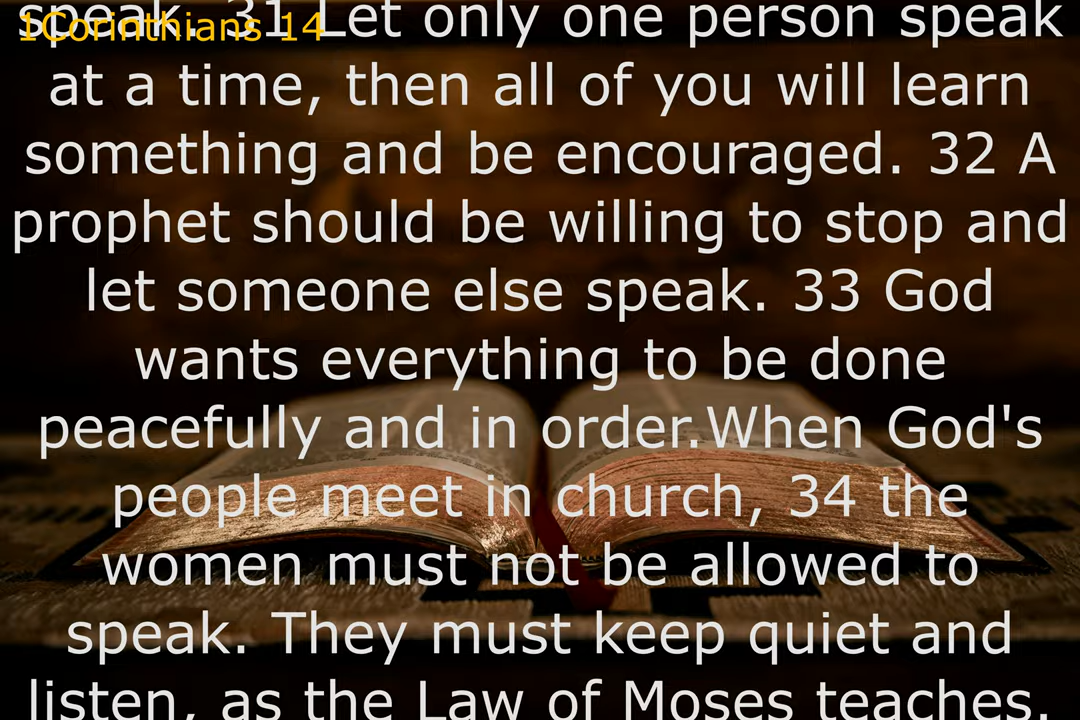 1Corinthians 14
speak. 31 Let only one person speak
at a time, then all of you will learn
something and be encouraged. 32 A
prophet should be willing to stop and
let someone else speak. 33 God
wants everything to be done
peacefully and in order.When God's
people meet in church, 34 the
women must not be allowed to
speak. They must keep quiet and
listen, as the Law of Moses teaches.